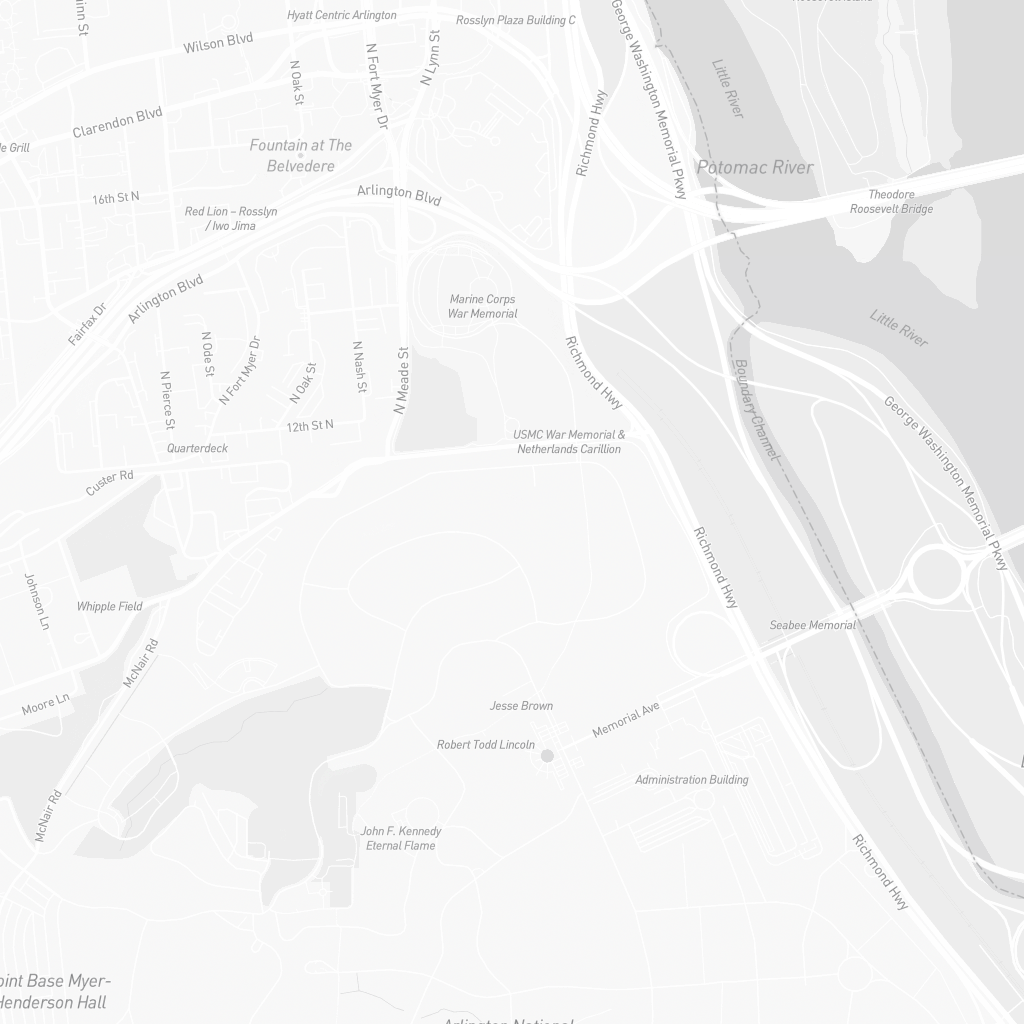 Hyatt Centric Arlington
Rosslyn Plaza Building C
George Washington Memorial Pkwy
Wilson Blvd
N Lynn St
N Fort Myer Dr
N Oak St
Little River
Richmond Hwy
Clarendon Blvd
Fountain at The
Belvedere
Grill
Potomac River
Arlington Blvd
16th St N
Theodore
Roosevelt Bridge
Red Lion – Rosslyn
/ Iwo Jima
Arlington Blvd
Marine Corps
War Memorial
Fairfax Dr
Little River
N Ode St
N Fort Myer Dr
N Oak St
N Nash St
N Meade St
Richmond Hwy
N Pierce St
Boundary Channel
George Washington Memorial Pkwy
12th St N
USMC War Memorial &
Netherlands Carillion
Quarterdeck
Custer Rd
Richmond Hwy
Johnson Ln
Whipple Field
Seabee Memorial
McNair Rd
Moore Ln
Jesse Brown
Memorial Ave
Robert Todd Lincoln
Administration Building
McNair Rd
John F. Kennedy
Eternal Flame
Richmond Hwy
oint Base Myer-
Henderson Hall
Arlington National